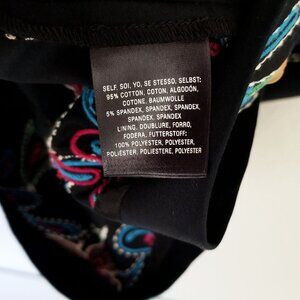 SELF, SOI, YO, SE STESSO, SELBST:
95% COTTON, COTON, ALGODÓN,
COTONE, BAUMWOLLE
5% SPANDEX, SPANDEX, SPANDEX,
SPANDEX, SPANDEX
LINING, DOUBLURE, FORRO,
FODERA, FUTTERSTOFF:
100% POLYESTER, POLYESTER,
POLIÉSTER, POLIESTERE, POLYESTER